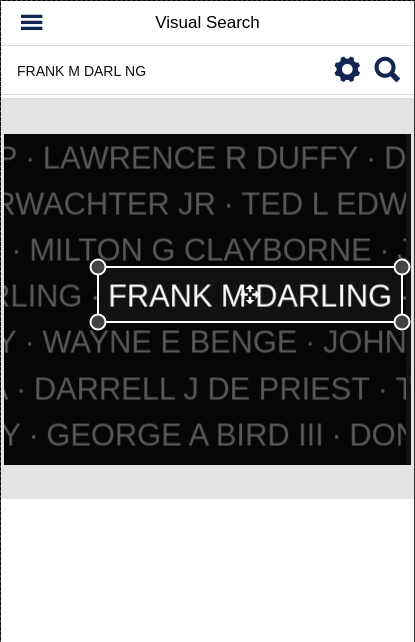 Visual Search
FRANK M DARL NG
P · LAWRENCE R DUFFY · D
RWACHTER JR · TED L EDW
· MILTON G CLAYBORNE · J
RLING · FRANK M DARLING
Y · WAYNE E BENGE · JOHN
A · DARRELL J DE PRIEST · T
Y · GEORGE A BIRD III · DON